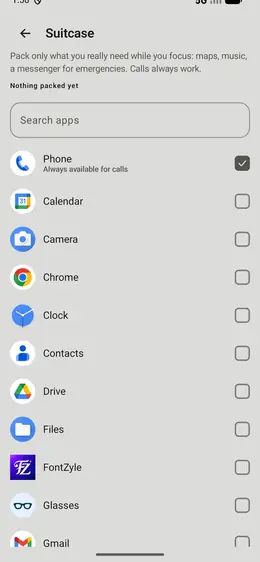 Suitcase
Pack only what you really need while you focus: maps, music,
a messenger for emergencies. Calls always work.
Nothing packed yet
Search apps
Phone
Always available for calls
Calendar
31
Camera
Chrome
Clock
Contacts
Drive
Files
FZ
FontZyle
Glasses
Gmail